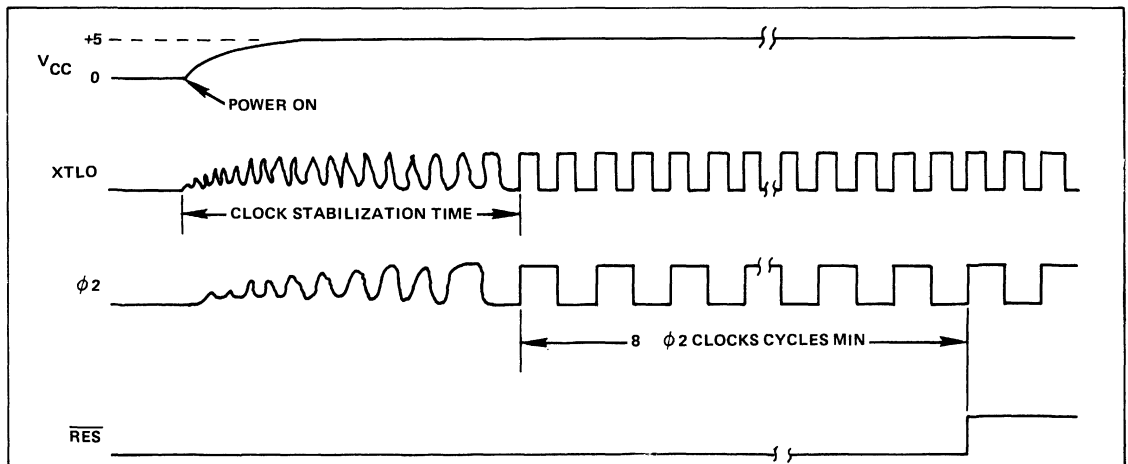 +5
VCC 0
POWER ON
XTLO
CLOCK STABILIZATION TIME
ϕ2
8 ϕ2 CLOCKS CYCLES MIN
RES